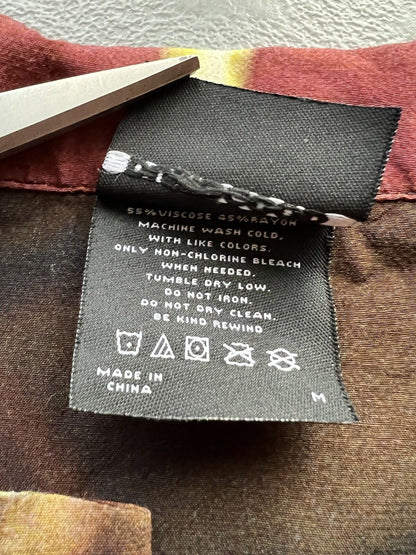 55% VISCOSE 45% RAYON
MACHINE WASH COLD,
WITH LIKE COLORS.
ONLY NON-CHLORINE BLEACH
WHEN NEEDED.
TUMBLE DRY LOW.
DO NOT IRON.
DO NOT DRY CLEAN.
BE KIND REWIND
MADE IN
CHINA
M